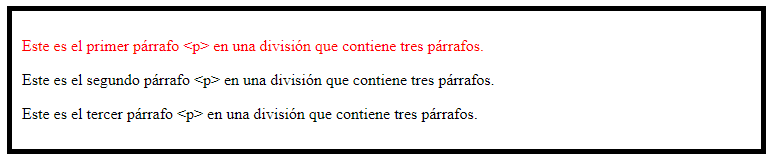 Este es el primer párrafo <p> en una división que contiene tres párrafos.
Este es el segundo párrafo <p> en una división que contiene tres párrafos.
Este es el tercer párrafo <p> en una división que contiene tres párrafos.